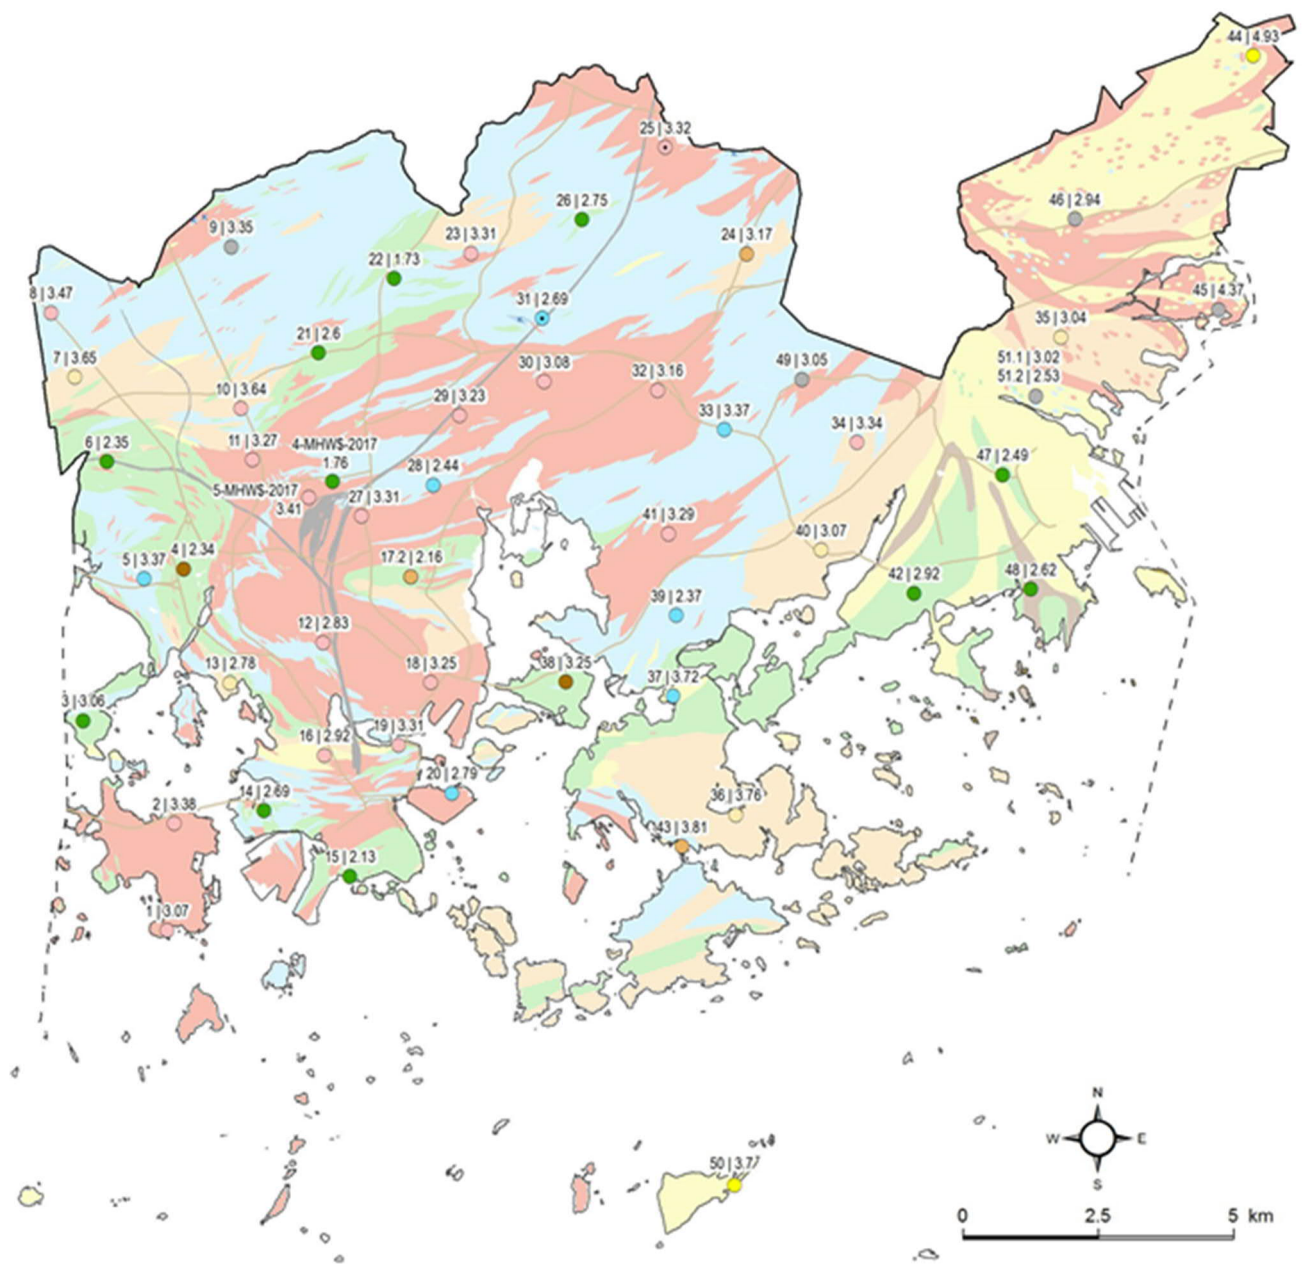 44 | 4.93
25 | 3.32
26 | 2.75
46 | 2.94
9 | 3.35
23 | 3.31
24 | 3.17
22 | 1.73
8 | 3.47
45 | 4.37
31 | 2.69
35 | 3.04
21 | 2.6
7 | 3.65
30 | 3.08
32 | 3.16
49 | 3.05
51.1 | 3.02
51.2 | 2.53
10 | 3.64
29 | 3.23
33 | 3.37
34 | 3.34
6 | 2.35
11 | 3.27
4-MHW$-2017
1.76
28 | 2.44
47 | 2.49
5-MHW$-2017
3.41
27 | 3.31
41 | 3.29
40 | 3.07
5 | 3.37
4 | 2.34
17.2 | 2.16
42 | 2.92
48 | 2.62
39 | 2.37
12 | 2.83
13 | 2.78
18 | 3.25
38 | 3.25
37 | 3.72
3 | 3.06
16 | 2.92
19 | 3.31
20 | 2.79
14 | 2.69
2 | 3.38
36 | 3.76
43 | 3.81
15 | 2.13
1 | 3.07
50 | 3.7
N
W E
S
0 2.5 5 km